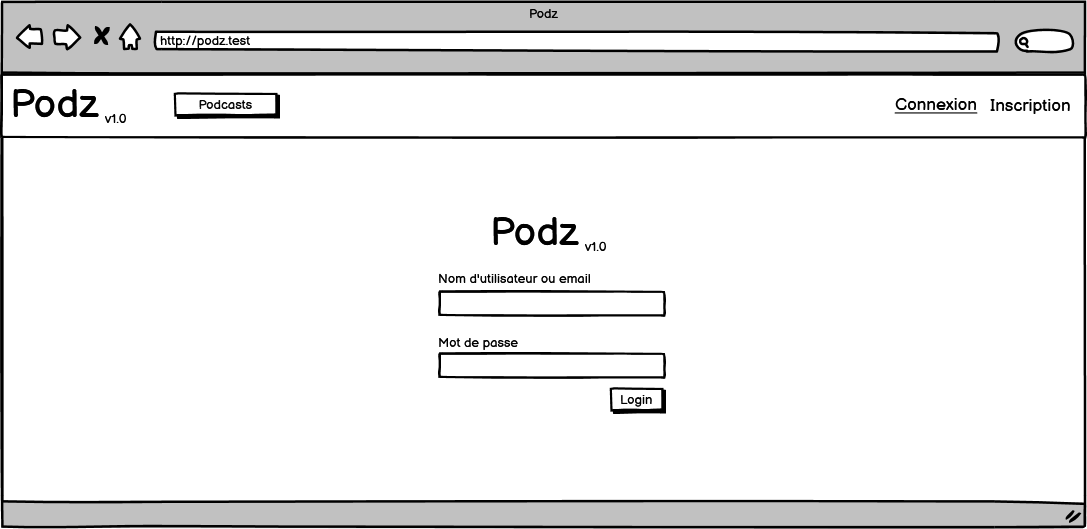 Podz
http://podz.test
Podz v1.0 Podcasts Connexion Inscription
Podz v1.0
Nom d'utilisateur ou email
Mot de passe
Login